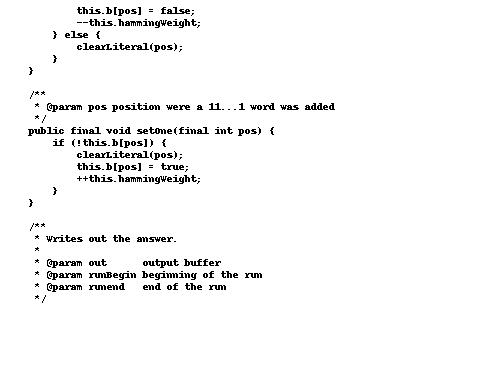 this.b[pos] = false;
--this.hammingWeight;
} else {
clearLiteral(pos);
}
}
/**
* @param pos position were a 11...1 word was added
*/
public final void setOne(final int pos) {
if (!this.b[pos]) {
clearLiteral(pos);
this.b[pos] = true;
++this.hammingWeight;
}
}
/**
* Writes out the answer.
*
* @param out output buffer
* @param runBegin beginning of the run
* @param runend end of the run
*/